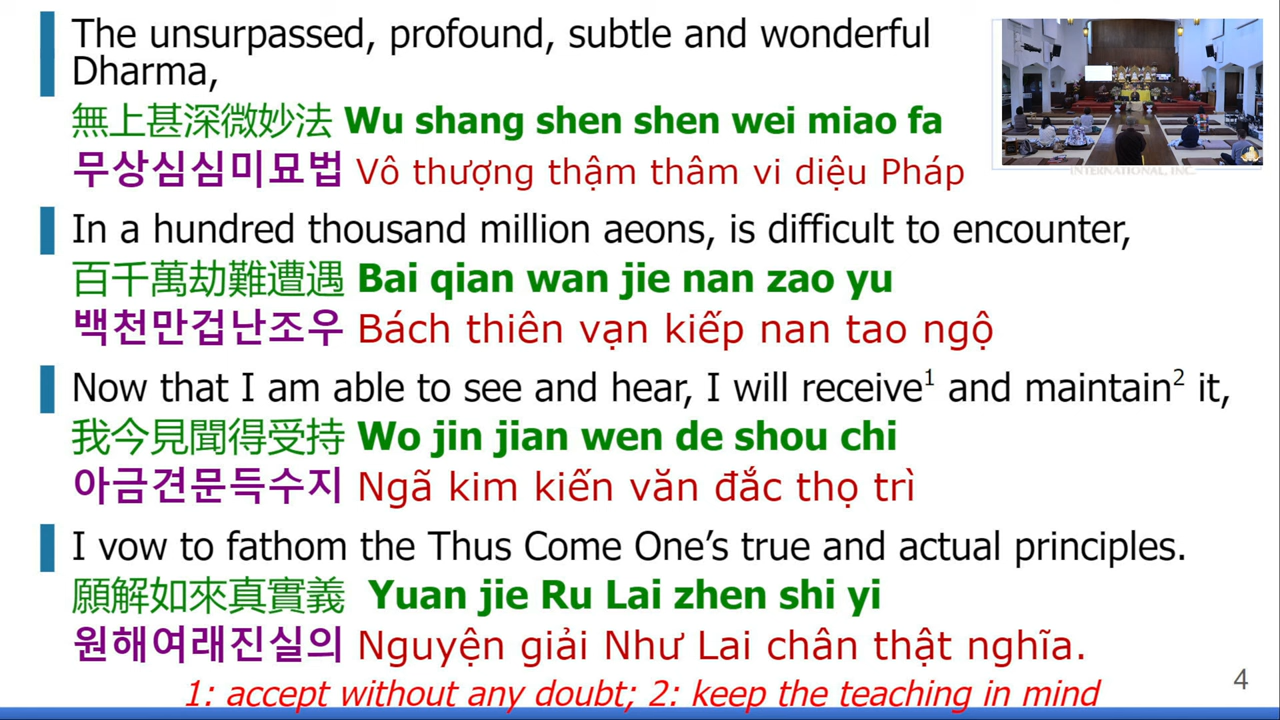 The unsurpassed, profound, subtle and wonderful
Dharma,
無上甚深微妙法 Wu shang shen shen wei miao fa
무상심심미묘법 Vô thượng thậm thâm vi diệu Pháp
INTERNATIONAL, INC.
In a hundred thousand million aeons, is difficult to encounter,
百千萬劫難遭遇 Bai qian wan jie nan zao yu
백천만겁난조우 Bách thiên vạn kiếp nan tao ngộ
Now that I am able to see and hear, I will receive¹ and maintain² it,
我今見聞得受持 Wo jin jian wen de shou chi
아금견문득수지 Ngã kim kiến văn đắc thọ trì
I vow to fathom the Thus Come One’s true and actual principles.
願解如來真實義 Yuan jie Ru Lai zhen shi yi
원해여래진실의 Nguyện giải Như Lai chân thật nghĩa.
1: accept without any doubt; 2: keep the teaching in mind
4